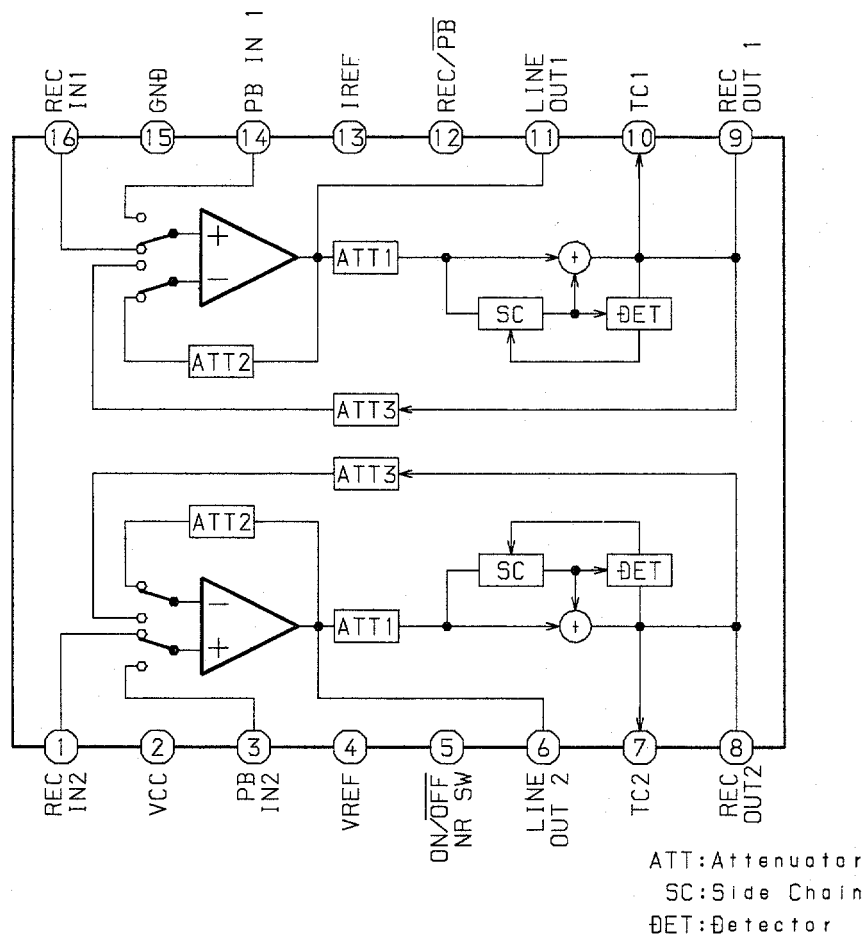 REC IN1
GND
PB IN 1
IREF
REC/PB
LINE OUT1
TC1
REC OUT 1
16
15
14
13
12
11
10
9
+
−
ATT1
+
SC
DET
ATT2
ATT3
ATT3
ATT2
SC
DET
−
+
ATT1
+
1
2
3
4
5
6
7
8
REC IN2
VCC
PB IN2
VREF
ON/OFF NR SW
LINE OUT 2
TC2
REC OUT2
ATT:Attenuator
SC:Side Chain
DET:Detector